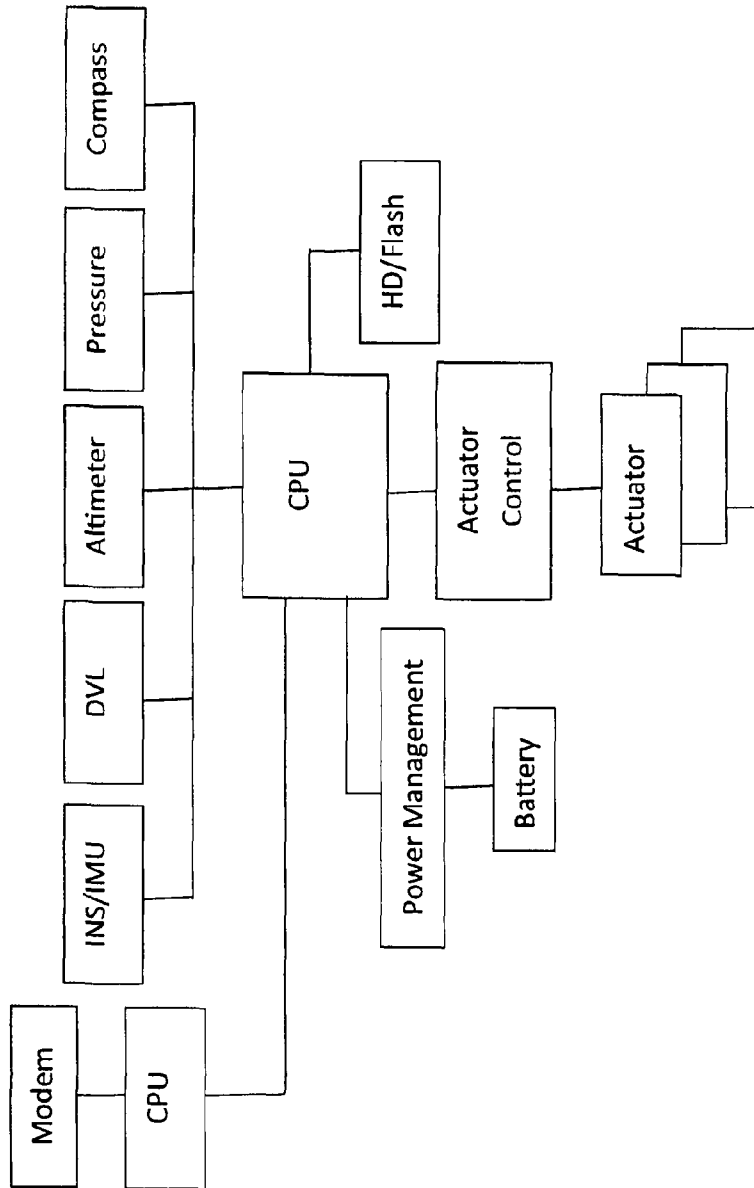 Modem
CPU
INS/IMU
DVL
Altimeter
Pressure
Compass
CPU
HD/Flash
Power Management
Battery
Actuator
Control
Actuator